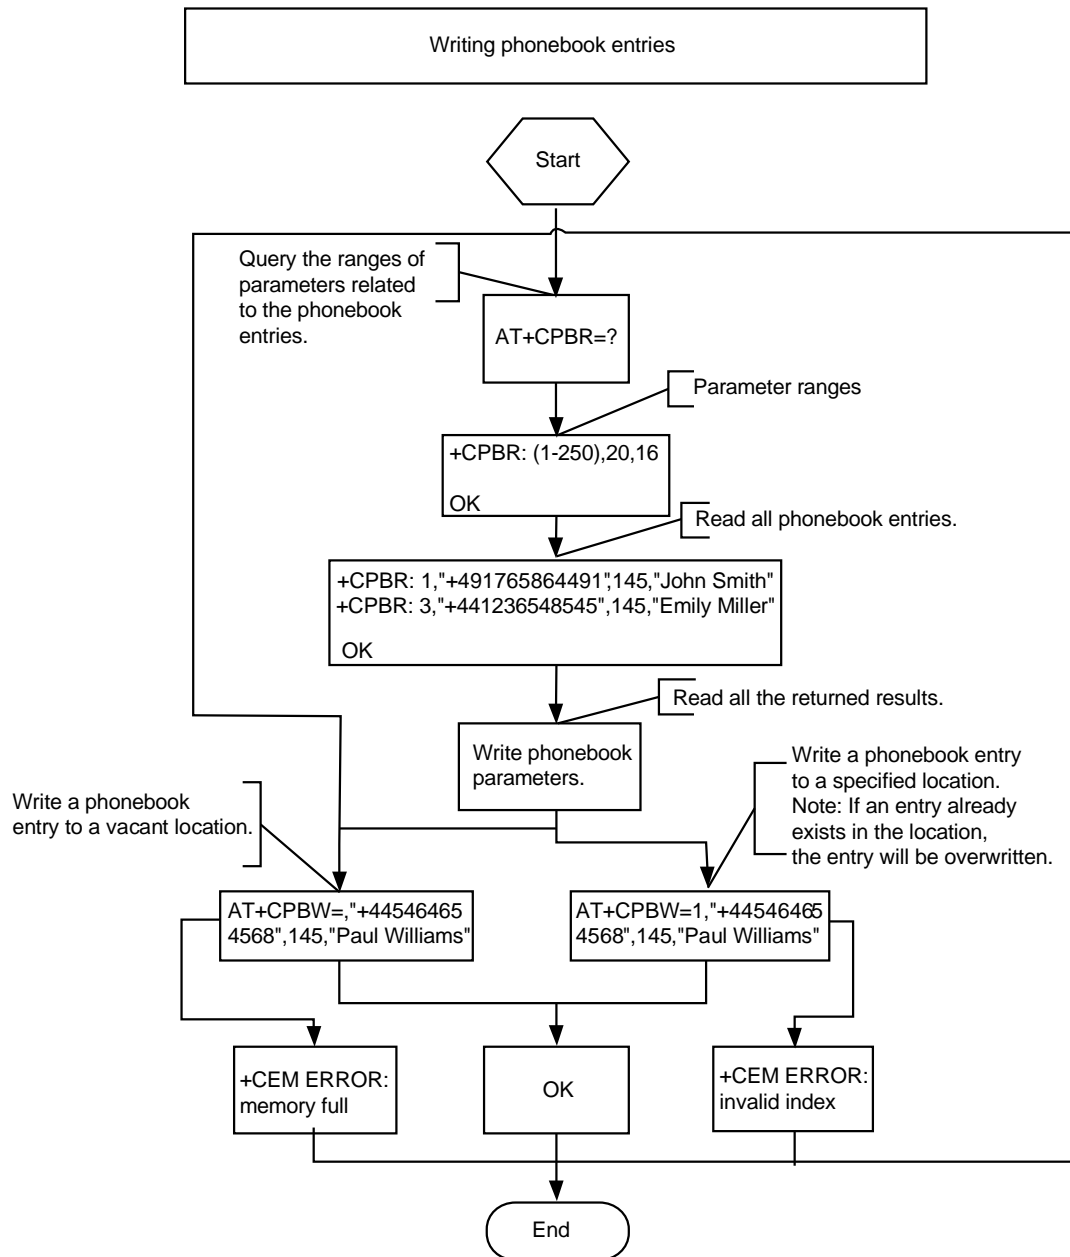 Writing phonebook entries
Start
Query the ranges of
parameters related
to the phonebook
entries.
AT+CPBR=?
Parameter ranges
+CPBR: (1-250),20,16
OK
Read all phonebook entries.
+CPBR: 1,"+491765864491",145,"John Smith"
+CPBR: 3,"+441236548545",145,"Emily Miller"
OK
Read all the returned results.
Write phonebook
parameters.
Write a phonebook entry
to a specified location.
Note: If an entry already
exists in the location,
the entry will be overwritten.
Write a phonebook
entry to a vacant location.
AT+CPBW=,"+44546465
4568",145,"Paul Williams"
AT+CPBW=1,"+44546465
4568",145,"Paul Williams"
+CEM ERROR:
memory full
OK
+CEM ERROR:
invalid index
End